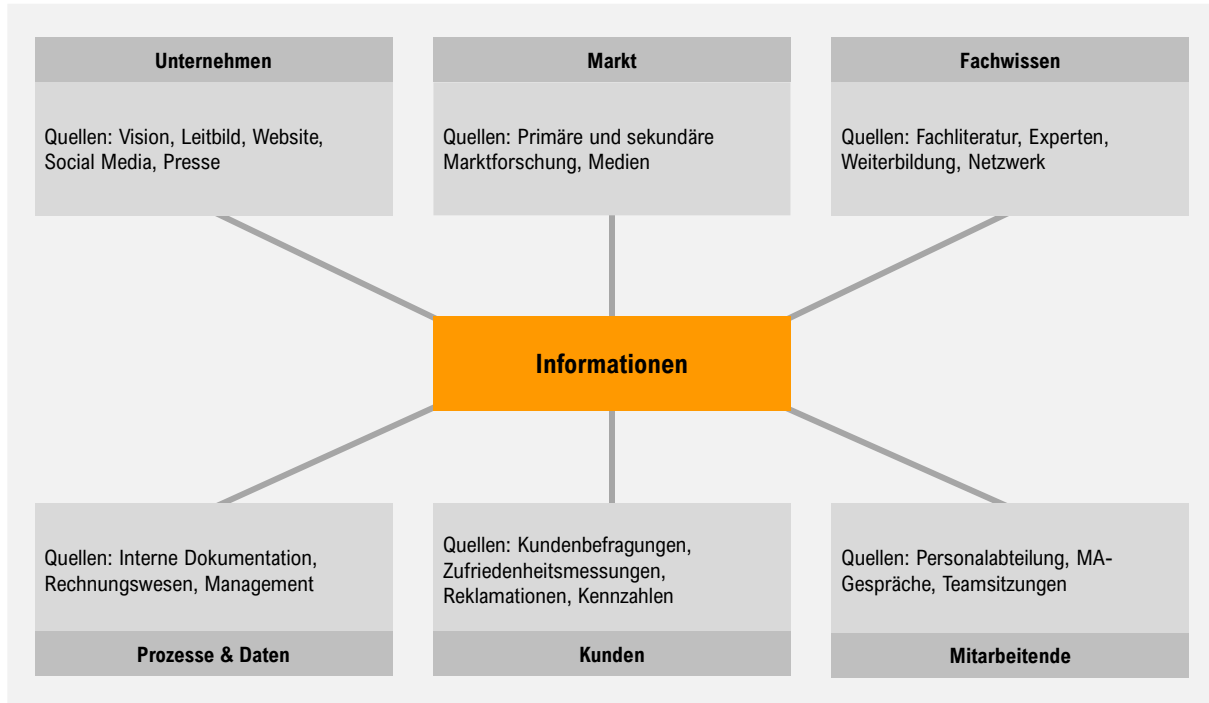 Unternehmen
Quellen: Vision, Leitbild, Website,
Social Media, Presse
Markt
Quellen: Primäre und sekundäre
Marktforschung, Medien
Fachwissen
Quellen: Fachliteratur, Experten,
Weiterbildung, Netzwerk
Informationen
Quellen: Interne Dokumentation,
Rechnungswesen, Management
Prozesse & Daten
Quellen: Kundenbefragungen,
Zufriedenheitsmessungen,
Reklamationen, Kennzahlen
Kunden
Quellen: Personalabteilung, MA-
Gespräche, Teamsitzungen
Mitarbeitende